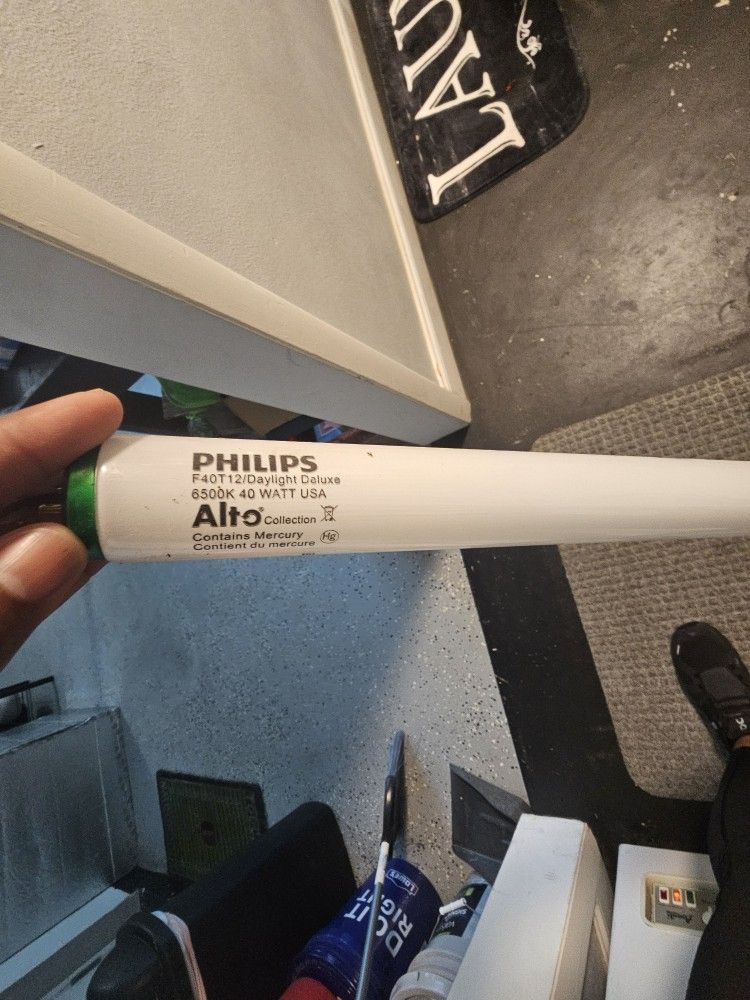 LAU
PHILIPS
F40T12/Daylight Deluxe
6500K 40 WATT USA
Alto Collection
Contains Mercury Hg
Contient du mercure
LOWE'S
DO IT
RIGHT